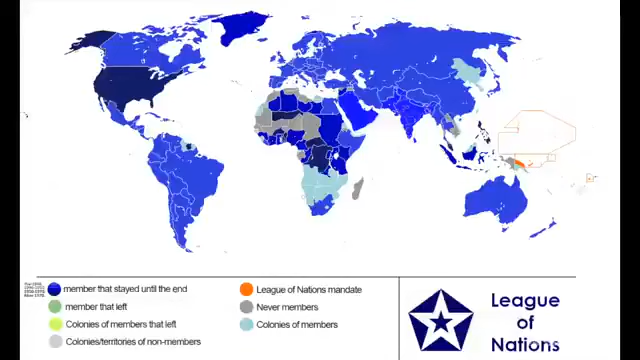 member that stayed until the end
member that left
Colonies of members that left
Colonies/territories of non-members
League of Nations mandate
Never members
Colonies of members
League
of
Nations